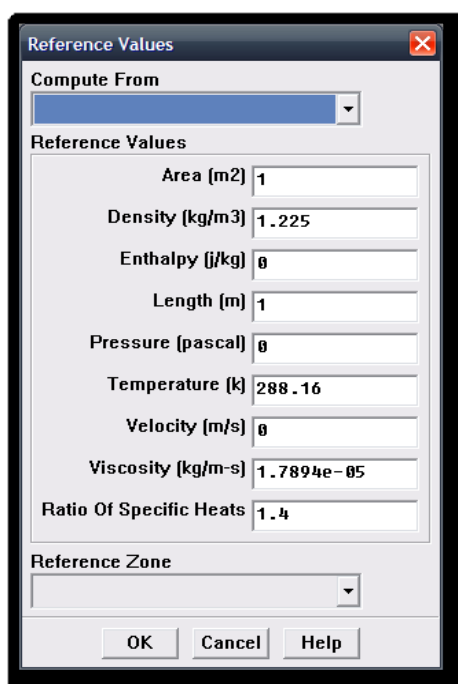 Reference Values
Compute From
Reference Values
Area (m2) 1
Density (kg/m3) 1.225
Enthalpy (j/kg) 0
Length (m) 1
Pressure (pascal) 0
Temperature (k) 288.16
Velocity (m/s) 0
Viscosity (kg/m-s) 1.7894e-05
Ratio Of Specific Heats 1.4
Reference Zone
OK Cancel Help